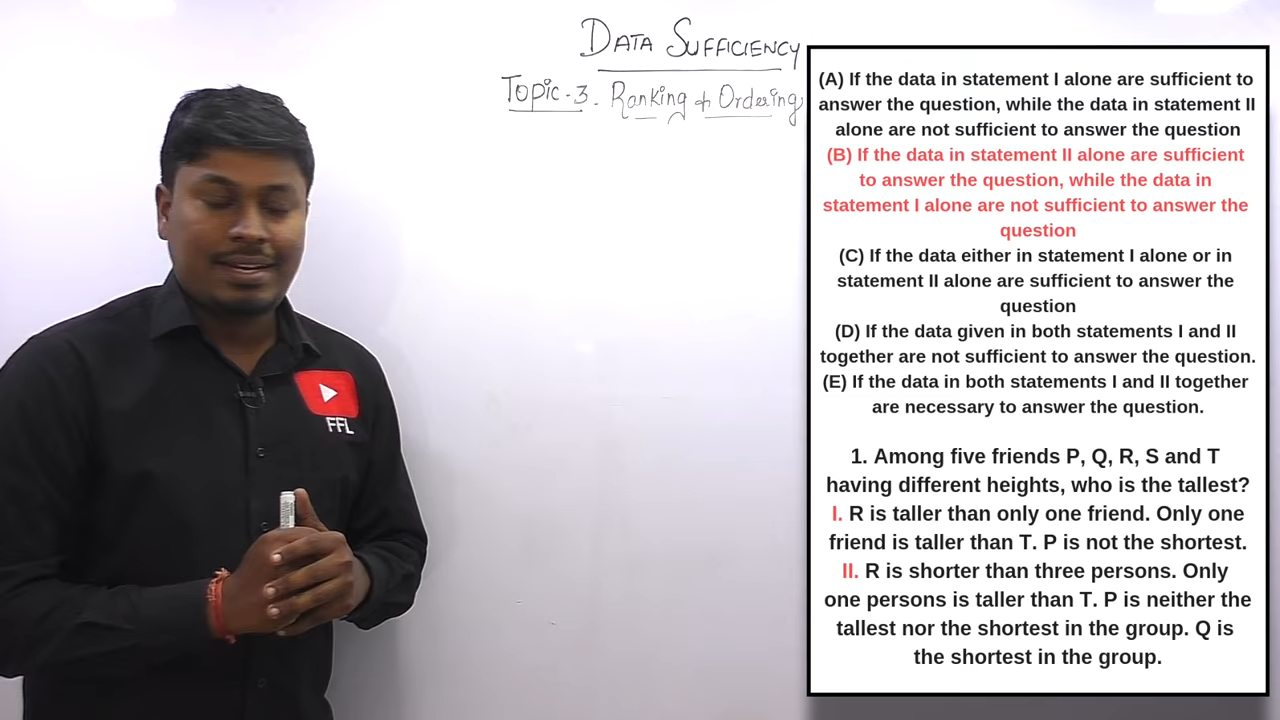 DATA SUFFICIENCY
Topic-3. Ranking & Ordering
(A) If the data in statement I alone are sufficient to
answer the question, while the data in statement II
alone are not sufficient to answer the question
(B) If the data in statement II alone are sufficient
to answer the question, while the data in
statement I alone are not sufficient to answer the
question
(C) If the data either in statement I alone or in
statement II alone are sufficient to answer the
question
(D) If the data given in both statements I and II
together are not sufficient to answer the question.
(E) If the data in both statements I and II together
are necessary to answer the question.
1. Among five friends P, Q, R, S and T
having different heights, who is the tallest?
I. R is taller than only one friend. Only one
friend is taller than T. P is not the shortest.
II. R is shorter than three persons. Only
one persons is taller than T. P is neither the
tallest nor the shortest in the group. Q is
the shortest in the group.
FFL